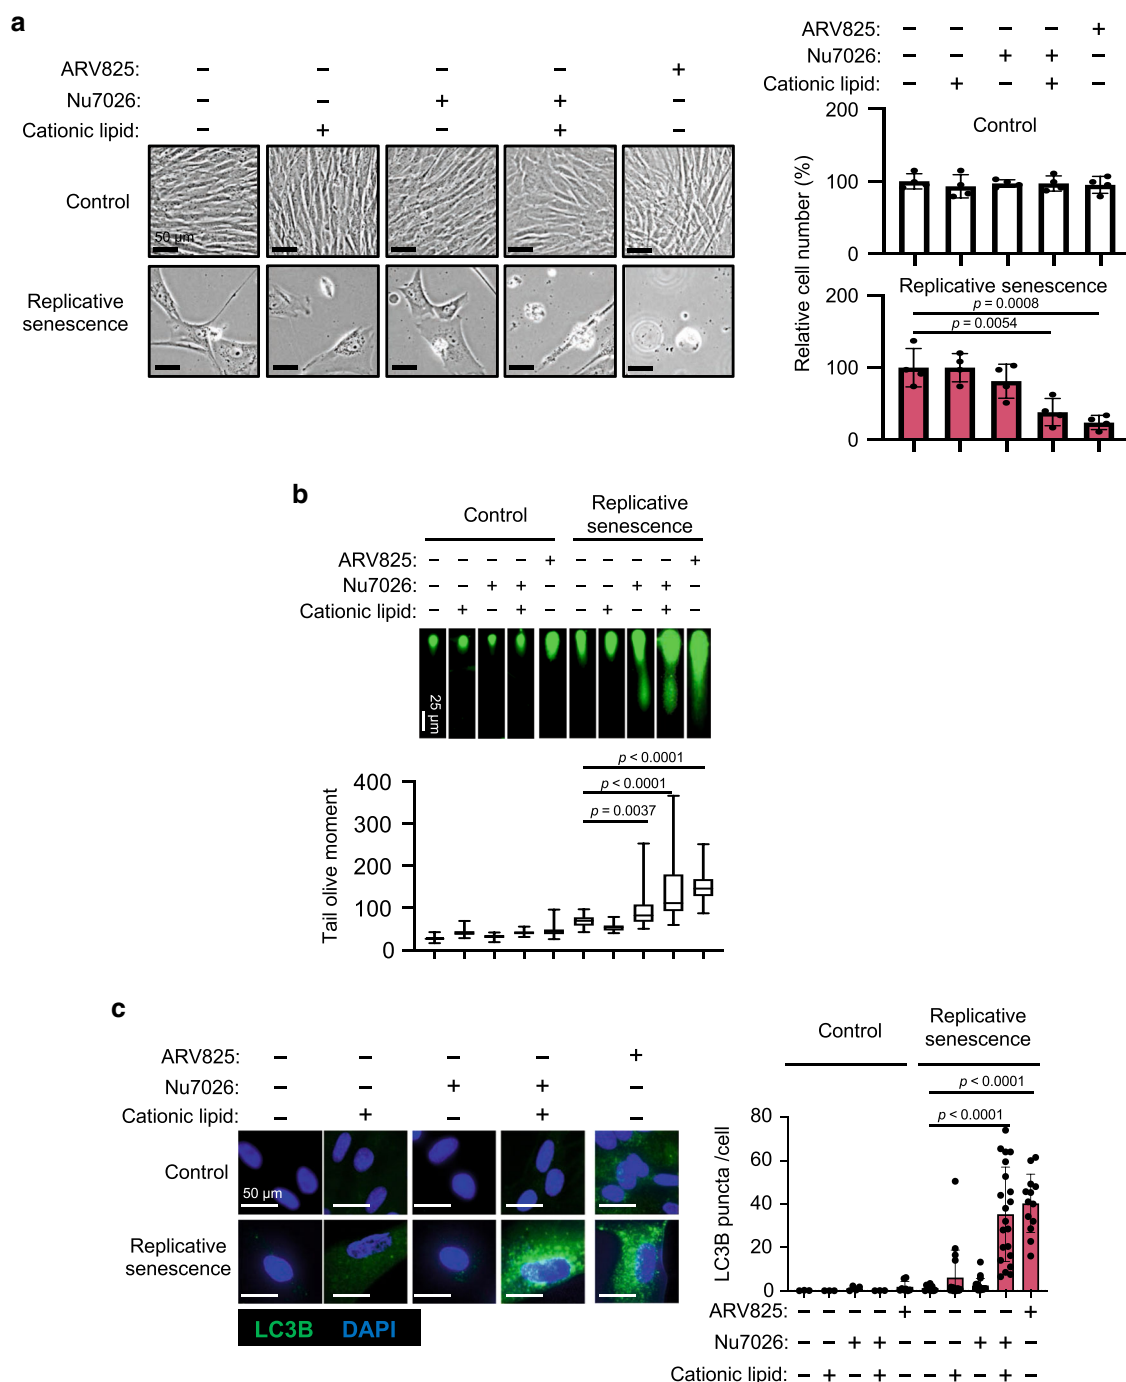 a
ARV825: – – – – +
Nu7026: – – + + –
Cationic lipid: – + – + –
Control
50 µm
Replicative
senescence
ARV825: – – – – +
Nu7026: – – + + –
Cationic lipid: – + – + –
Relative cell number (%)
200
100
0
Control
200
100
0
Replicative senescence
p = 0.0008
p = 0.0054
b
Control
Replicative
senescence
ARV825: – – – – + – – – – +
Nu7026: – – + + – – – + + –
Cationic lipid: – + – + – – + – + –
25 µm
Tail olive moment
400
300
200
100
0
p < 0.0001
p < 0.0001
p = 0.0037
c
ARV825: – – – – +
Nu7026: – – + + –
Cationic lipid: – + – + –
Control
50 µm
Replicative
senescence
LC3B DAPI
Control
Replicative
senescence
p < 0.0001
p < 0.0001
LC3B puncta /cell
80
60
40
20
0
ARV825: – – – – + – – – – +
Nu7026: – – + + – – – + + –
Cationic lipid: – + – + – – + – + –